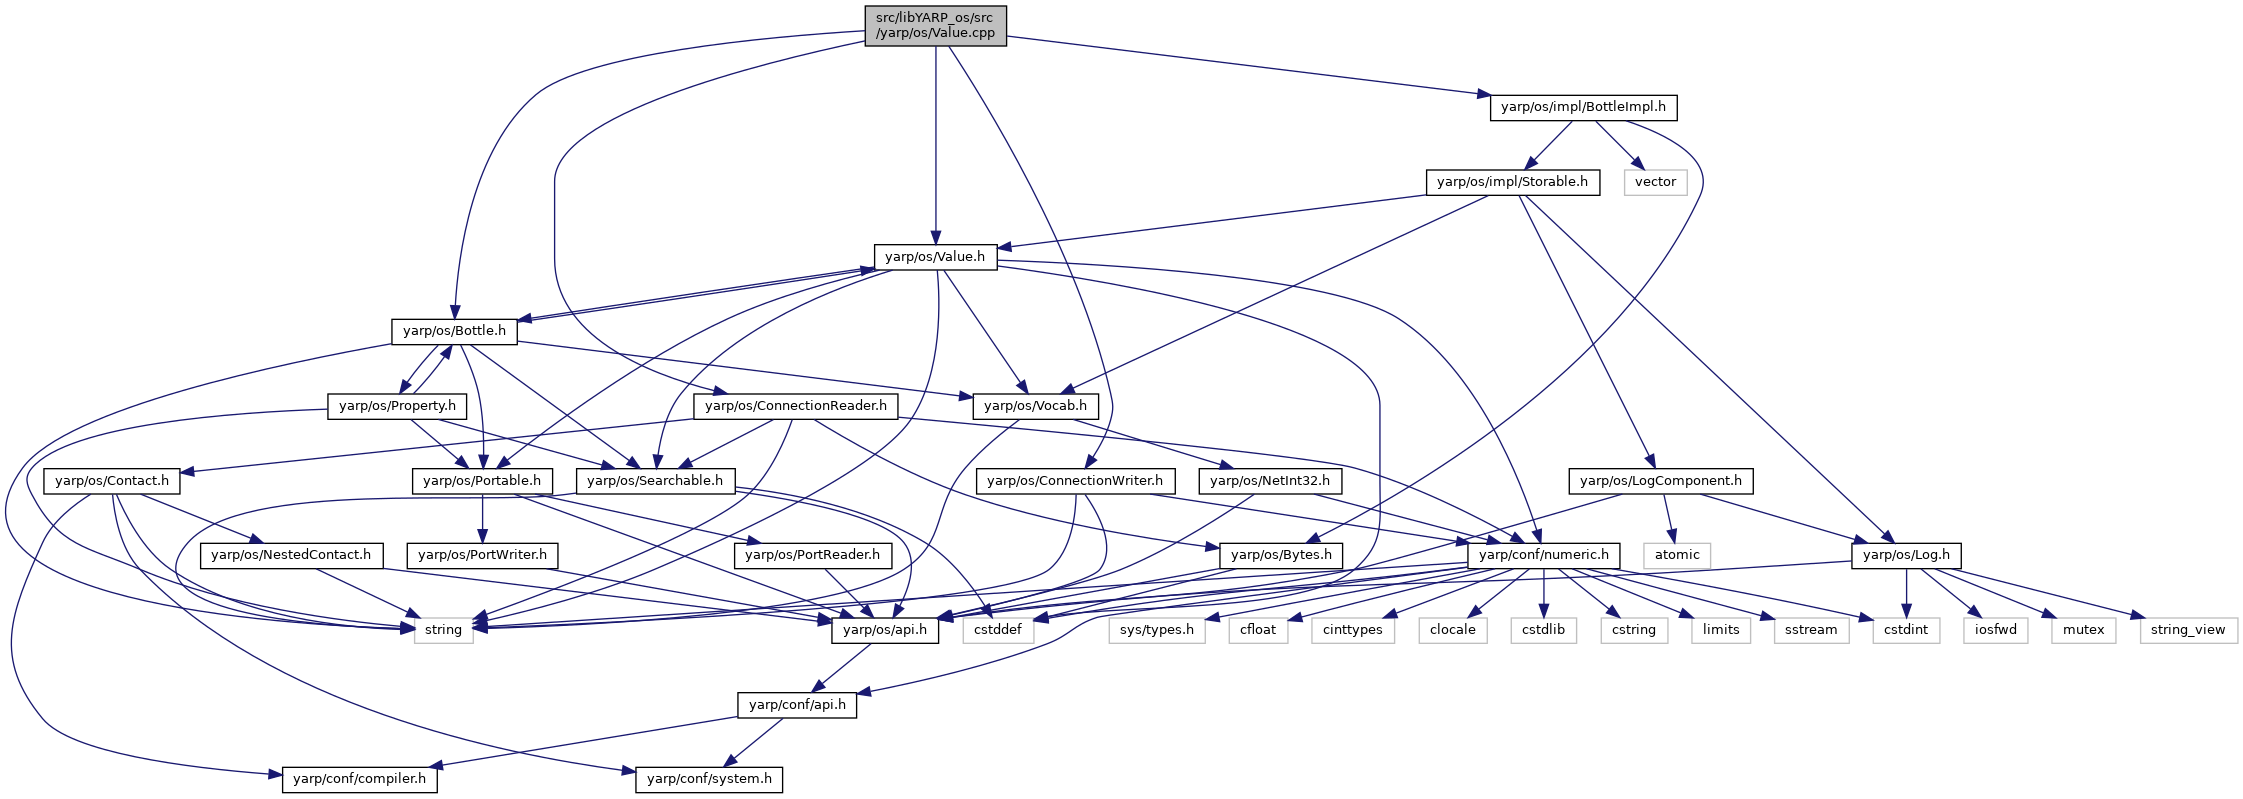 src/libYARP_os/src
/yarp/os/Value.cpp
yarp/os/impl/BottleImpl.h
yarp/os/impl/Storable.h
vector
yarp/os/Value.h
yarp/os/Bottle.h
yarp/os/Property.h
yarp/os/ConnectionReader.h
yarp/os/Vocab.h
yarp/os/Contact.h
yarp/os/Portable.h
yarp/os/Searchable.h
yarp/os/ConnectionWriter.h
yarp/os/NetInt32.h
yarp/os/LogComponent.h
yarp/os/NestedContact.h
yarp/os/PortWriter.h
yarp/os/PortReader.h
yarp/os/Bytes.h
yarp/conf/numeric.h
atomic
yarp/os/Log.h
string
yarp/os/api.h
cstddef
sys/types.h
cfloat
cinttypes
clocale
cstdlib
cstring
limits
sstream
cstdint
iosfwd
mutex
string_view
yarp/conf/api.h
yarp/conf/compiler.h
yarp/conf/system.h